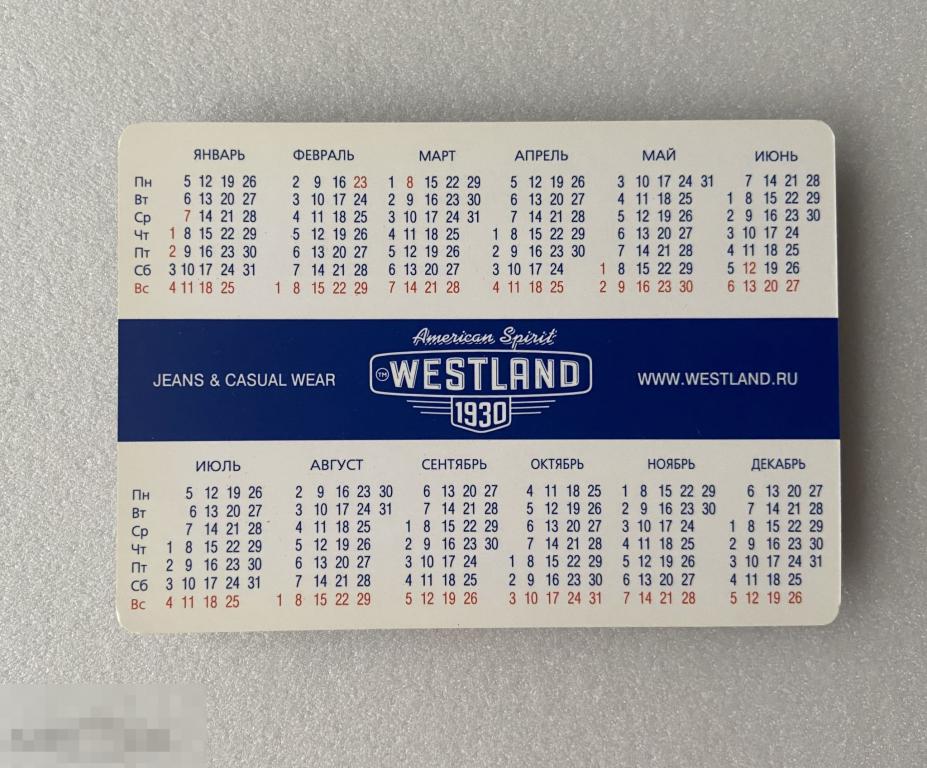 ЯНВАРЬ ФЕВРАЛЬ МАРТ АПРЕЛЬ МАЙ ИЮНЬ
Пн 5 12 19 26 2 9 16 23 1 8 15 22 29 5 12 19 26 3 10 17 24 31 7 14 21 28
Вт 6 13 20 27 3 10 17 24 2 9 16 23 30 6 13 20 27 4 11 18 25 1 8 15 22 29
Ср 7 14 21 28 4 11 18 25 3 10 17 24 31 7 14 21 28 5 12 19 26 2 9 16 23 30
Чт 1 8 15 22 29 5 12 19 26 4 11 18 25 1 8 15 22 29 6 13 20 27 3 10 17 24
Пт 2 9 16 23 30 6 13 20 27 5 12 19 26 2 9 16 23 30 7 14 21 28 4 11 18 25
Сб 3 10 17 24 31 7 14 21 28 6 13 20 27 3 10 17 24 1 8 15 22 29 5 12 19 26
Вс 4 11 18 25 1 8 15 22 29 7 14 21 28 4 11 18 25 2 9 16 23 30 6 13 20 27
American Spirit
JEANS & CASUAL WEAR ™ WESTLAND WWW.WESTLAND.RU
1930
ИЮЛЬ АВГУСТ СЕНТЯБРЬ ОКТЯБРЬ НОЯБРЬ ДЕКАБРЬ
Пн 5 12 19 26 2 9 16 23 30 6 13 20 27 4 11 18 25 1 8 15 22 29 6 13 20 27
Вт 6 13 20 27 3 10 17 24 31 7 14 21 28 5 12 19 26 2 9 16 23 30 7 14 21 28
Ср 7 14 21 28 4 11 18 25 1 8 15 22 29 6 13 20 27 3 10 17 24 1 8 15 22 29
Чт 1 8 15 22 29 5 12 19 26 2 9 16 23 30 7 14 21 28 4 11 18 25 2 9 16 23 30
Пт 2 9 16 23 30 6 13 20 27 3 10 17 24 1 8 15 22 29 5 12 19 26 3 10 17 24 31
Сб 3 10 17 24 31 7 14 21 28 4 11 18 25 2 9 16 23 30 6 13 20 27 4 11 18 25
Вс 4 11 18 25 1 8 15 22 29 5 12 19 26 3 10 17 24 31 7 14 21 28 5 12 19 26